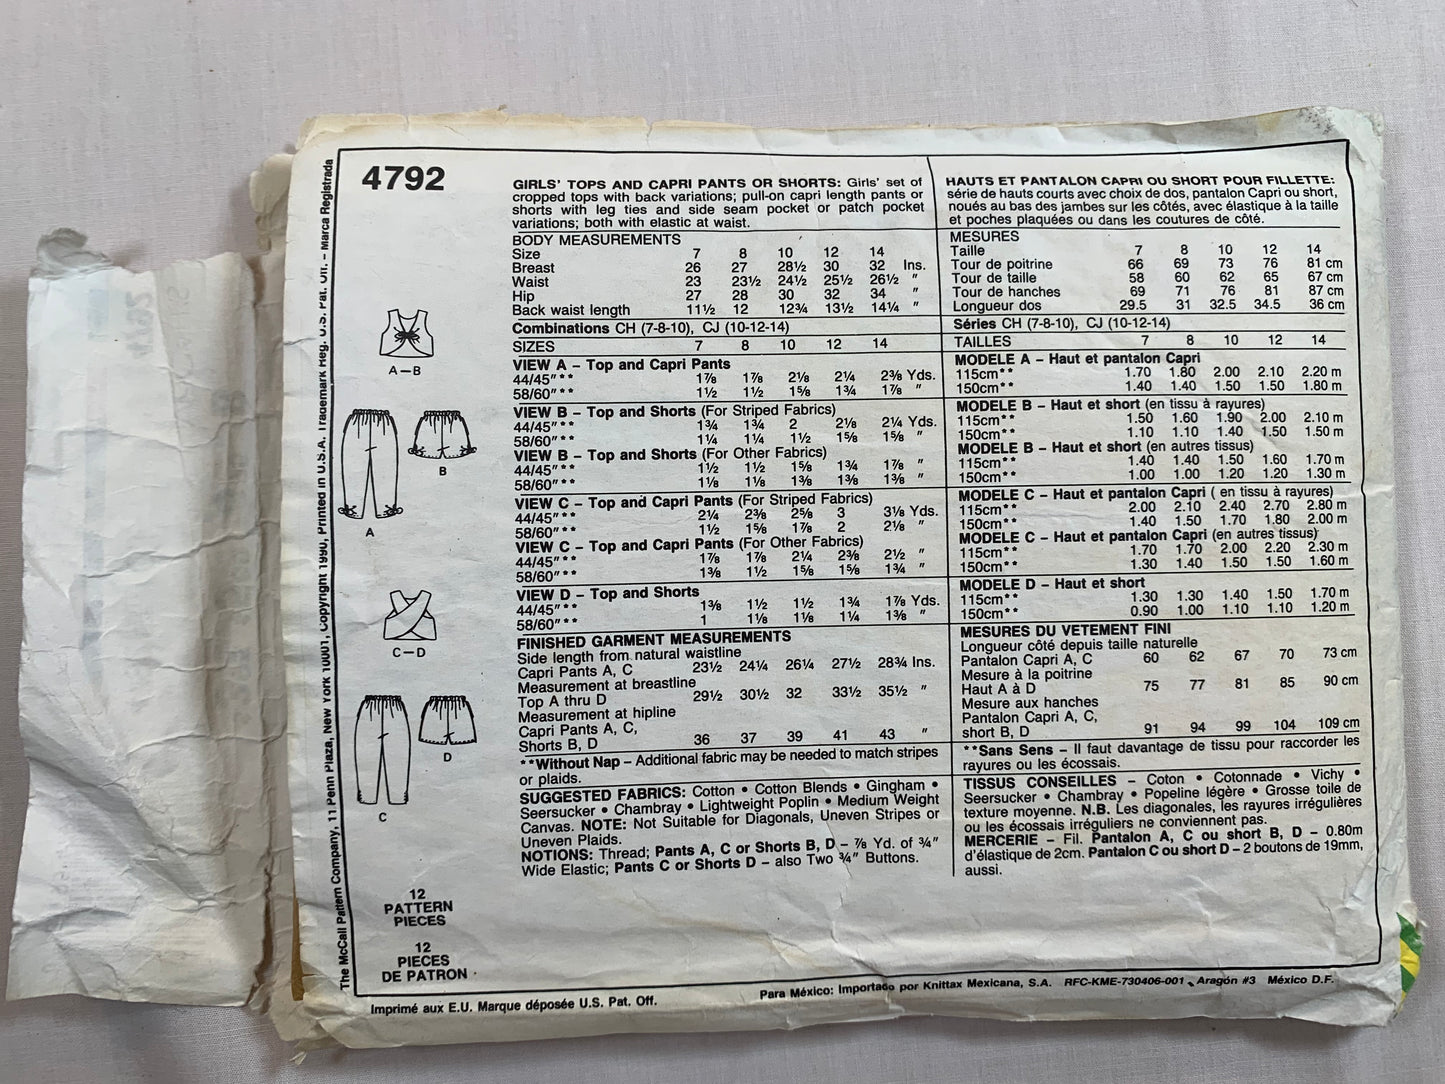 4792
The McCall Pattern Company, 11 Penn Plaza, New York 10001, Copyright 1990, Printed in U.S.A. Trademark Reg. U.S. Pat. Off. – Marca Registrada
A–B
B
A
C–D
D
C
12
PATTERN
PIECES
12
PIECES
DE PATRON
GIRLS' TOPS AND CAPRI PANTS OR SHORTS: Girls' set of
cropped tops with back variations; pull-on capri length pants or
shorts with leg ties and side seam pocket or patch pocket
variations; both with elastic at waist.
BODY MEASUREMENTS
Size 7 8 10 12 14
Breast 26 27 28½ 30 32 Ins.
Waist 23 23½ 24½ 25½ 26½ "
Hip 27 28 30 32 34 "
Back waist length 11½ 12 12¾ 13½ 14¼ "
Combinations CH (7-8-10), CJ (10-12-14)
SIZES 7 8 10 12 14
VIEW A – Top and Capri Pants
44/45"** 1⅞ 1⅞ 2⅛ 2¼ 2⅜ Yds.
58/60"** 1½ 1½ 1⅝ 1¾ 1⅞ "
VIEW B – Top and Shorts (For Striped Fabrics)
44/45"** 1¾ 1¾ 2 2⅛ 2¼ Yds.
58/60"** 1¼ 1¼ 1½ 1⅝ 1⅝ "
VIEW B – Top and Shorts (For Other Fabrics)
44/45"** 1½ 1½ 1⅝ 1¾ 1⅞ "
58/60"** 1⅛ 1⅛ 1⅜ 1⅜ 1⅜ "
VIEW C – Top and Capri Pants (For Striped Fabrics)
44/45"** 2¼ 2⅜ 2⅝ 3 3⅛ Yds.
58/60"** 1½ 1⅝ 1⅞ 2 2⅛ "
VIEW C – Top and Capri Pants (For Other Fabrics)
44/45"** 1⅞ 1⅞ 2¼ 2⅜ 2½ "
58/60"** 1⅜ 1½ 1⅝ 1⅝ 1¾ "
VIEW D – Top and Shorts
44/45"** 1⅜ 1½ 1½ 1¾ 1⅞ Yds.
58/60"** 1 1⅛ 1⅛ 1¼ 1⅜ "
FINISHED GARMENT MEASUREMENTS
Side length from natural waistline
Capri Pants A, C 23½ 24¼ 26¼ 27½ 28¾ Ins.
Measurement at breastline
Top A thru D 29½ 30½ 32 33½ 35½ "
Measurement at hipline
Capri Pants A, C,
Shorts B, D 36 37 39 41 43 "
**Without Nap – Additional fabric may be needed to match stripes
or plaids.
SUGGESTED FABRICS: Cotton • Cotton Blends • Gingham •
Seersucker • Chambray • Lightweight Poplin • Medium Weight
Canvas. NOTE: Not Suitable for Diagonals, Uneven Stripes or
Uneven Plaids.
NOTIONS: Thread; Pants A, C or Shorts B, D – ⅞ Yd. of ¾"
Wide Elastic; Pants C or Shorts D – also Two ¾" Buttons.
HAUTS ET PANTALON CAPRI OU SHORT POUR FILLETTE:
série de hauts courts avec choix de dos, pantalon Capri ou short,
noués au bas des jambes sur les côtés, avec élastique à la taille
et poches plaquées ou dans les coutures de côté.
MESURES
Taille 7 8 10 12 14
Tour de poitrine 66 69 73 76 81 cm
Tour de taille 58 60 62 65 67 cm
Tour de hanches 69 71 76 81 87 cm
Longueur dos 29.5 31 32.5 34.5 36 cm
Séries CH (7-8-10), CJ (10-12-14)
TAILLES 7 8 10 12 14
MODELE A – Haut et pantalon Capri
115cm** 1.70 1.80 2.00 2.10 2.20 m
150cm** 1.40 1.40 1.50 1.50 1.80 m
MODELE B – Haut et short (en tissu à rayures)
115cm** 1.50 1.60 1.90 2.00 2.10 m
150cm** 1.10 1.10 1.40 1.50 1.50 m
MODELE B – Haut et short (en autres tissus)
115cm** 1.40 1.40 1.50 1.60 1.70 m
150cm** 1.00 1.00 1.20 1.20 1.30 m
MODELE C – Haut et pantalon Capri ( en tissu à rayures)
115cm** 2.00 2.10 2.40 2.70 2.80 m
150cm** 1.40 1.50 1.70 1.80 2.00 m
MODELE C – Haut et pantalon Capri (en autres tissus)
115cm** 1.70 1.70 2.00 2.20 2.30 m
150cm** 1.30 1.40 1.50 1.50 1.60 m
MODELE D – Haut et short
115cm** 1.30 1.30 1.40 1.50 1.70 m
150cm** 0.90 1.00 1.10 1.10 1.20 m
MESURES DU VETEMENT FINI
Longueur côté depuis taille naturelle
Pantalon Capri A, C 60 62 67 70 73 cm
Mesure à la poitrine
Haut A à D 75 77 81 85 90 cm
Mesure aux hanches
Pantalon Capri A, C,
short B, D 91 94 99 104 109 cm
**Sans Sens – Il faut davantage de tissu pour raccorder les
rayures ou les écossais.
TISSUS CONSEILLES – Coton • Cotonnade • Vichy •
Seersucker • Chambray • Popeline légère • Grosse toile de
texture moyenne. N.B. Les diagonales, les rayures irrégulières
ou les écossais irréguliers ne conviennent pas.
MERCERIE – Fil. Pantalon A, C ou short B, D – 0.80m
d'élastique de 2cm. Pantalon C ou short D – 2 boutons de 19mm,
aussi.
Imprimé aux E.U. Marque déposée U.S. Pat. Off.
Para México: Importado por Knittax Mexicana, S.A. RFC-KME-730406-001 Aragón #3 México D.F.